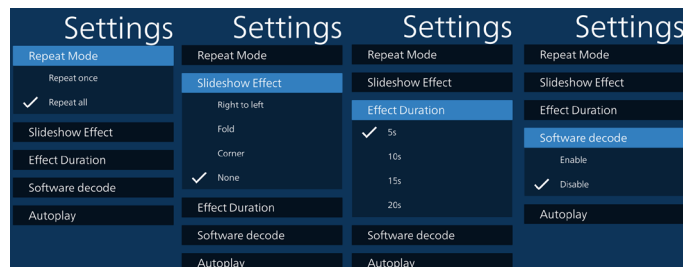 Settings
Repeat Mode
Repeat once
Repeat all
Slideshow Effect
Effect Duration
Software decode
Autoplay
Settings
Repeat Mode
Slideshow Effect
Right to left
Fold
Corner
None
Effect Duration
Software decode
Autoplay
Settings
Repeat Mode
Slideshow Effect
Effect Duration
5s
10s
15s
20s
Software decode
Autoplay
Settings
Repeat Mode
Slideshow Effect
Effect Duration
Software decode
Enable
Disable
Autoplay